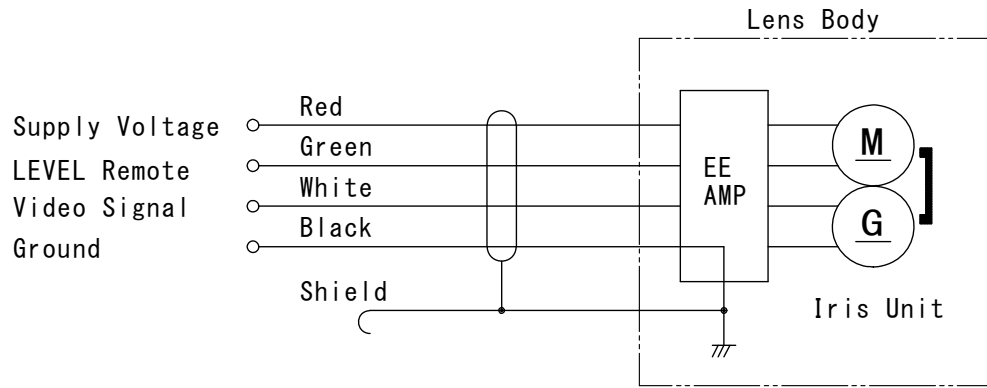 Lens Body
Supply Voltage
Red
LEVEL Remote
Green
Video Signal
White
Ground
Black
Shield
EE
AMP
M
G
Iris Unit